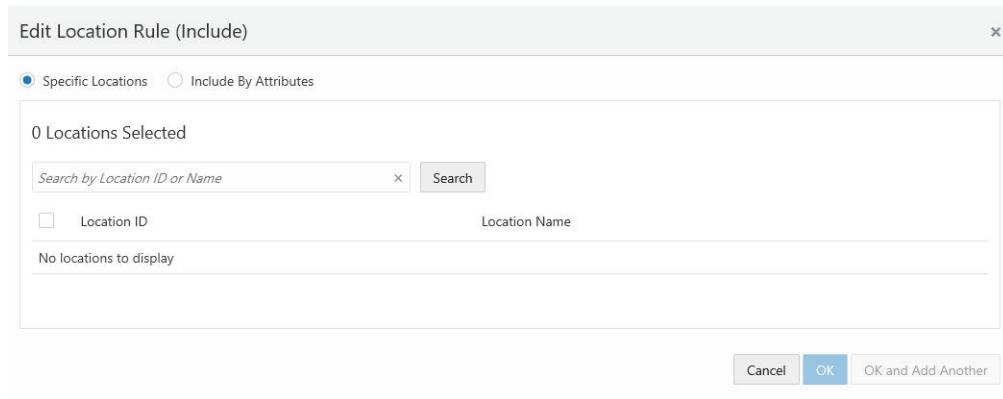 Edit Location Rule (Include)
Specific Locations Include By Attributes
0 Locations Selected
Search by Location ID or Name Search
Location ID Location Name
No locations to display
Cancel OK OK and Add Another